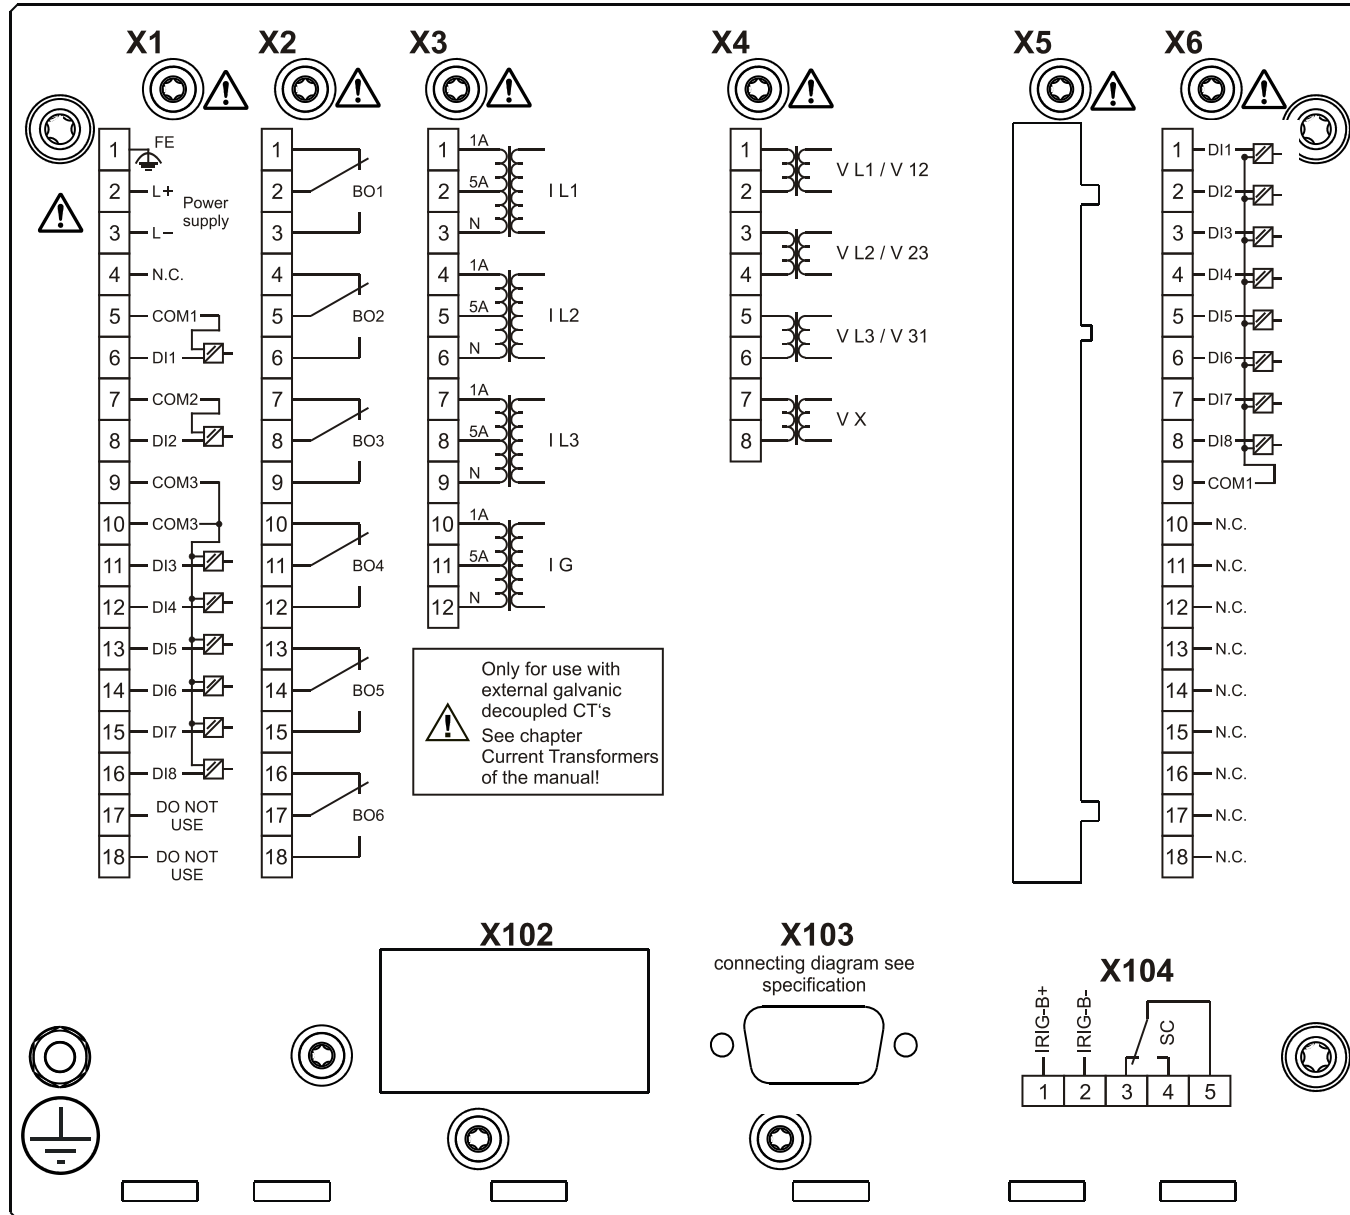 X1 X2 X3 X4 X5 X6
1 FE
2 L+
Power
supply
3 L–
4 N.C.
5 COM1
6 DI1
7 COM2
8 DI2
9 COM3
10 COM3
11 DI3
12 DI4
13 DI5
14 DI6
15 DI7
16 DI8
17 DO NOT
USE
18 DO NOT
USE
1
2 BO1
3
4
5 BO2
6
7
8 BO3
9
10
11 BO4
12
13
14 BO5
15
16
17 BO6
18
1 1A
2 5A I L1
3 N
4 1A
5 5A I L2
6 N
7 1A
8 5A I L3
9 N
10 1A
11 5A I G
12 N
Only for use with
external galvanic
decoupled CT‘s
See chapter
Current Transformers
of the manual!
1
V L1 / V 12
2
3
V L2 / V 23
4
5
V L3 / V 31
6
7
V X
8
1 DI1
2 DI2
3 DI3
4 DI4
5 DI5
6 DI6
7 DI7
8 DI8
9 COM1
10 N.C.
11 N.C.
12 N.C.
13 N.C.
14 N.C.
15 N.C.
16 N.C.
17 N.C.
18 N.C.
X102
X103
connecting diagram see
specification
X104
IRIG-B+
IRIG-B-
SC
1 2 3 4 5